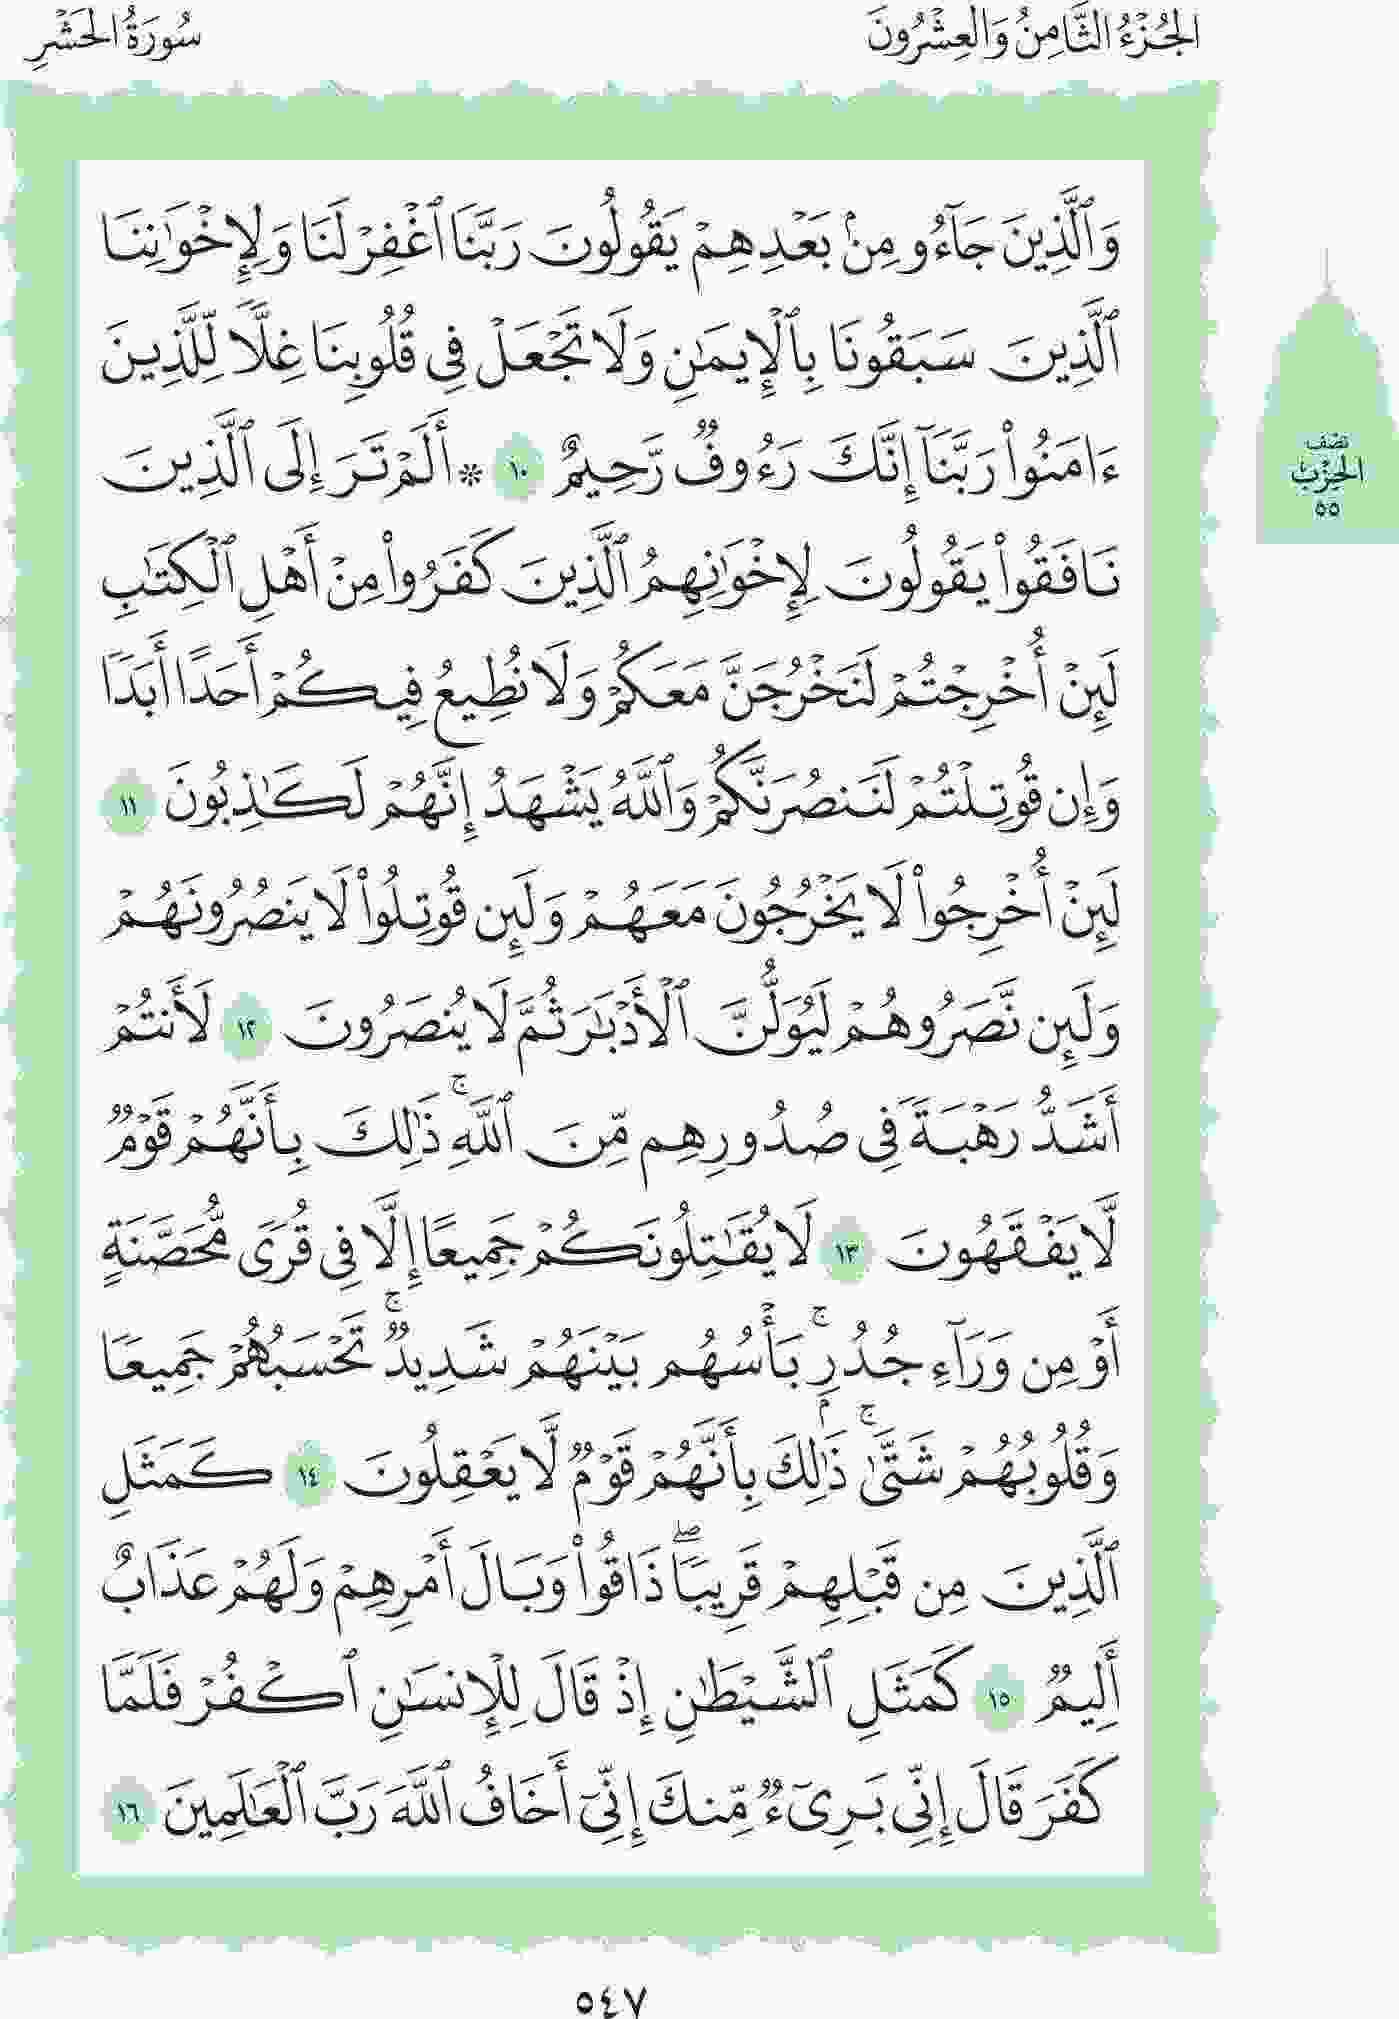 الجُزْءُ الثَّامِنُ وَالعِشْرُونَ
سُورَةُ الحَشْرِ
وَٱلَّذِينَ جَآءُو مِنۢ بَعْدِهِمْ يَقُولُونَ رَبَّنَا ٱغْفِرْ لَنَا وَلِإِخْوَٰنِنَا
ٱلَّذِينَ سَبَقُونَا بِٱلْإِيمَٰنِ وَلَا تَجْعَلْ فِى قُلُوبِنَا غِلًّا لِّلَّذِينَ
ءَامَنُوا۟ رَبَّنَآ إِنَّكَ رَءُوفٌ رَّحِيمٌ ١٠ * أَلَمْ تَرَ إِلَى ٱلَّذِينَ
نَافَقُوا۟ يَقُولُونَ لِإِخْوَٰنِهِمُ ٱلَّذِينَ كَفَرُوا۟ مِنْ أَهْلِ ٱلْكِتَٰبِ
لَئِنْ أُخْرِجْتُمْ لَنَخْرُجَنَّ مَعَكُمْ وَلَا نُطِيعُ فِيكُمْ أَحَدًا أَبَدًا
وَإِن قُوتِلْتُمْ لَنَنصُرَنَّكُمْ وَٱللَّهُ يَشْهَدُ إِنَّهُمْ لَكَٰذِبُونَ ١١
لَئِنْ أُخْرِجُوا۟ لَا يَخْرُجُونَ مَعَهُمْ وَلَئِن قُوتِلُوا۟ لَا يَنصُرُونَهُمْ
وَلَئِن نَّصَرُوهُمْ لَيُوَلُّنَّ ٱلْأَدْبَٰرَ ثُمَّ لَا يُنصَرُونَ ١٢ لَأَنتُمْ
أَشَدُّ رَهْبَةً فِى صُدُورِهِم مِّنَ ٱللَّهِ ۚ ذَٰلِكَ بِأَنَّهُمْ قَوْمٌ
لَّا يَفْقَهُونَ ١٣ لَا يُقَٰتِلُونَكُمْ جَمِيعًا إِلَّا فِى قُرًى مُّحَصَّنَةٍ
أَوْ مِن وَرَآءِ جُدُرٍۭ ۚ بَأْسُهُم بَيْنَهُمْ شَدِيدٌ ۚ تَحْسَبُهُمْ جَمِيعًا
وَقُلُوبُهُمْ شَتَّىٰ ۚ ذَٰلِكَ بِأَنَّهُمْ قَوْمٌ لَّا يَعْقِلُونَ ١٤ كَمَثَلِ
ٱلَّذِينَ مِن قَبْلِهِمْ قَرِيبًا ۖ ذَاقُوا۟ وَبَالَ أَمْرِهِمْ وَلَهُمْ عَذَابٌ
أَلِيمٌ ١٥ كَمَثَلِ ٱلشَّيْطَٰنِ إِذْ قَالَ لِلْإِنسَٰنِ ٱكْفُرْ فَلَمَّا
كَفَرَ قَالَ إِنِّى بَرِىٓءٌ مِّنكَ إِنِّىٓ أَخَافُ ٱللَّهَ رَبَّ ٱلْعَٰلَمِينَ ١٦
نصْف
الحِزْبْ
٥٥
٥٤٧